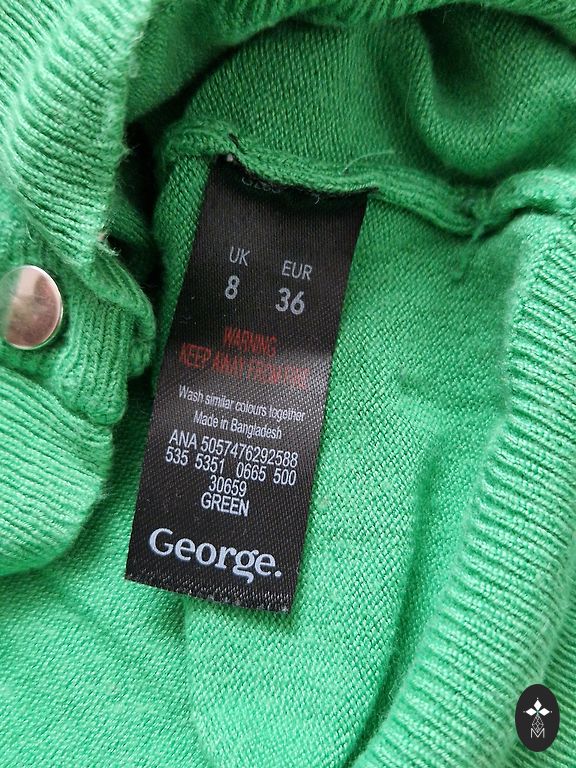 UK EUR
8 36
WARNING
KEEP AWAY FROM FIRE
Wash similar colours together
Made in Bangladesh
ANA 5057476292588
535 5351 0665 500
30659
GREEN
George.